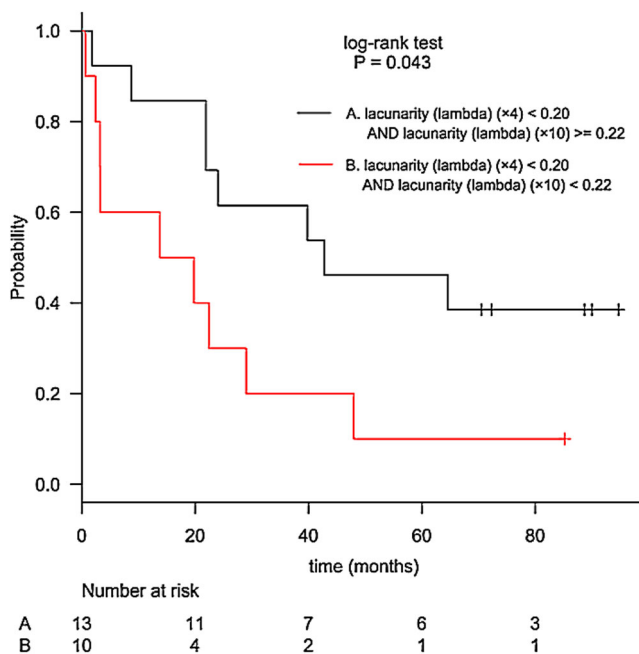 log-rank test
P = 0.043
A. lacunarity (lambda) (×4) < 0.20
AND lacunarity (lambda) (×10) >= 0.22
B. lacunarity (lambda) (×4) < 0.20
AND lacunarity (lambda) (×10) < 0.22
Probability
1.0
0.8
0.6
0.4
0.2
0.0
0 20 40 60 80
time (months)
Number at risk
A 13 11 7 6 3
B 10 4 2 1 1